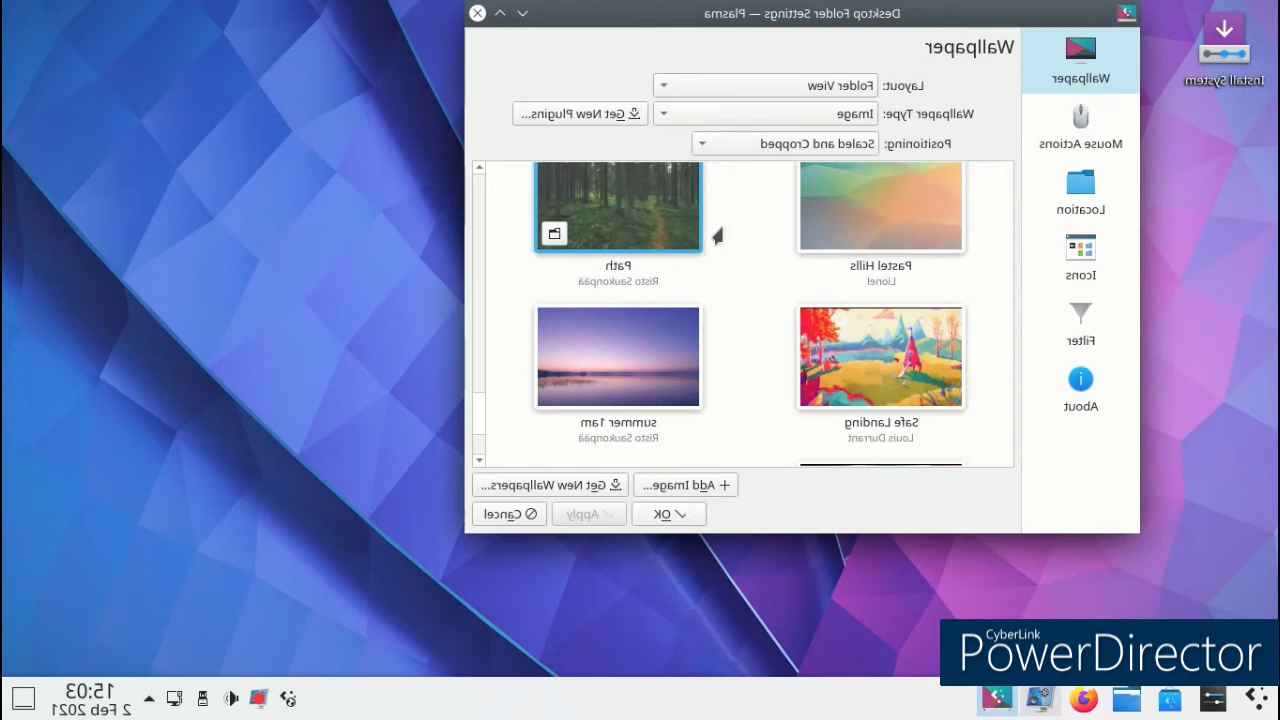 Desktop Folder Settings — Plasma
Install System
Wallpaper
Wallpaper
Layout: Folder View
Wallpaper Type: Image Get New Plugins...
Positioning: Scaled and Cropped
Mouse Actions
Location
Icons
Filter
About
Pastel Hills Path
Lionel Risto Saukonpää
Safe Landing summer 1am
Louis Durrant Risto Saukonpää
Add Image... Get New Wallpapers...
OK Apply Cancel
CyberLink
PowerDirector
15:03
2 Feb 2021